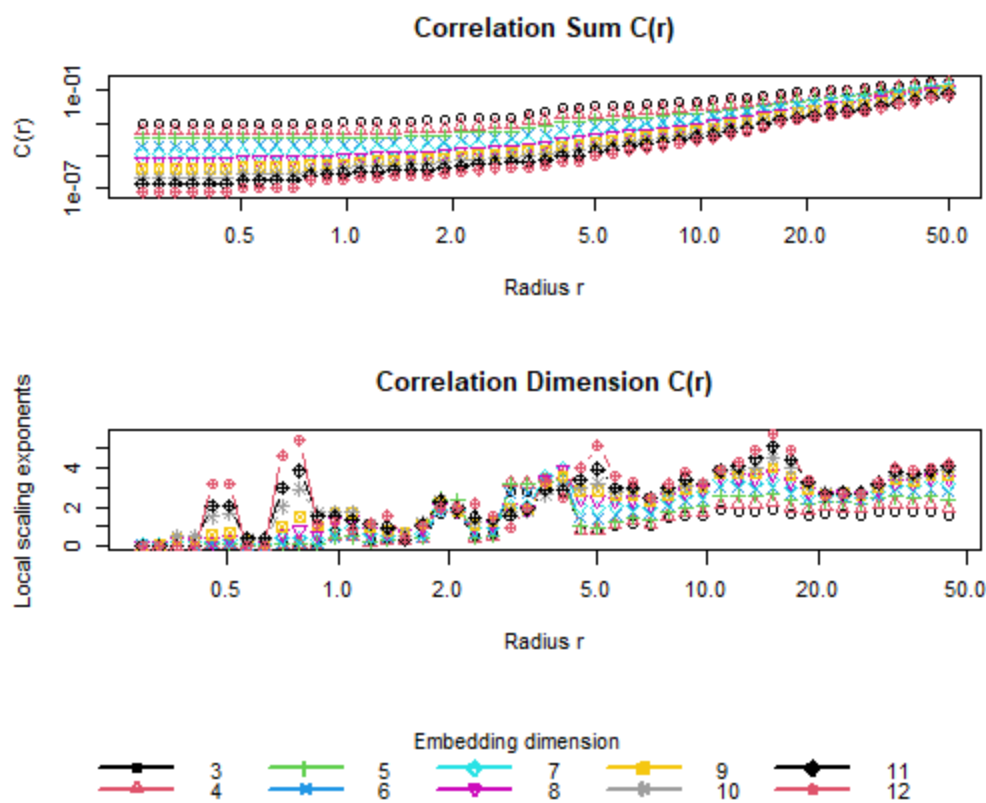 Correlation Sum C(r)
C(r)
1e-01
1e-07
0.5 1.0 2.0 5.0 10.0 20.0 50.0
Radius r
Correlation Dimension C(r)
Local scaling exponents
4
2
0
0.5 1.0 2.0 5.0 10.0 20.0 50.0
Radius r
Embedding dimension
3 5 7 9 11
4 6 8 10 12